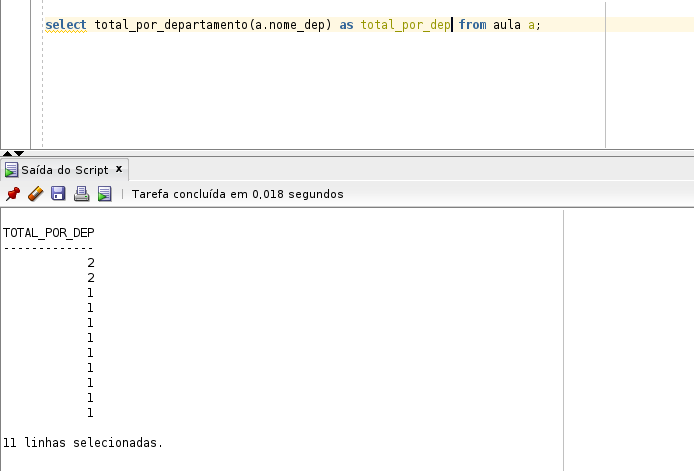 select total_por_departamento(a.nome_dep) as total_por_dep from aula a;
Saída do Script x
Tarefa concluída em 0,018 segundos
TOTAL_POR_DEP
-------------
2
2
1
1
1
1
1
1
1
1
1
11 linhas selecionadas.